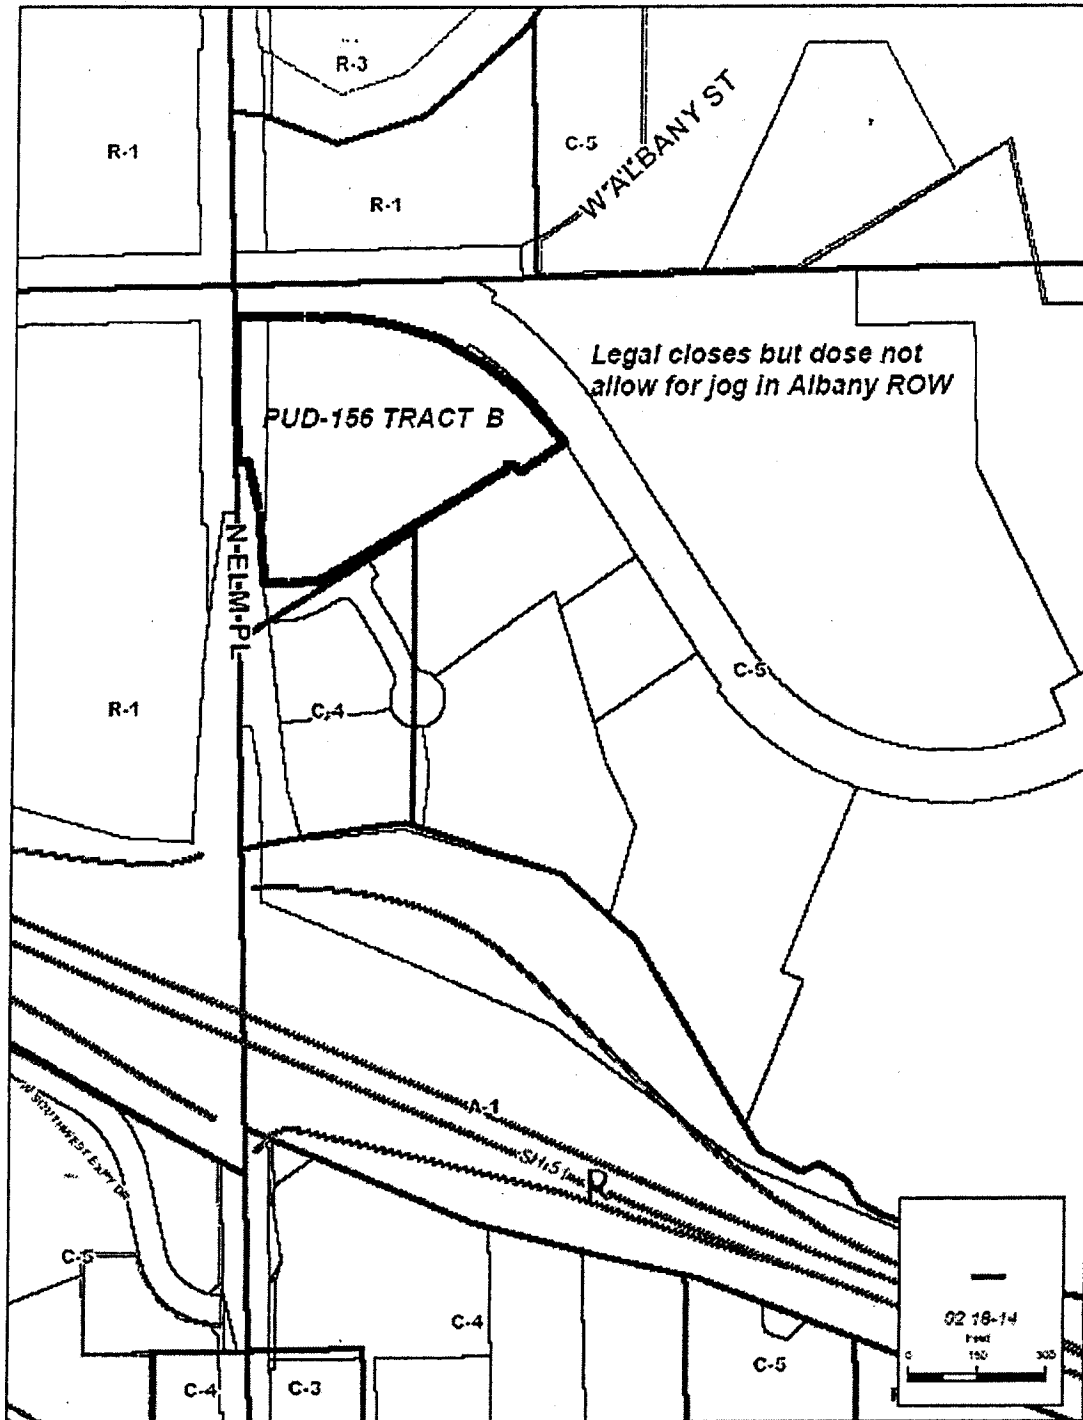 R-3
R-1
C-5
W ALBANY ST
R-1
Legal closes but dose not
allow for jog in Albany ROW
PUD-156 TRACT B
N-ELM-PL
C-5
R-1
C-4
A-1
SH-51
R
C-5
C-4
C-5
C-4
C-3
02 18-14
Feet
0 150 300